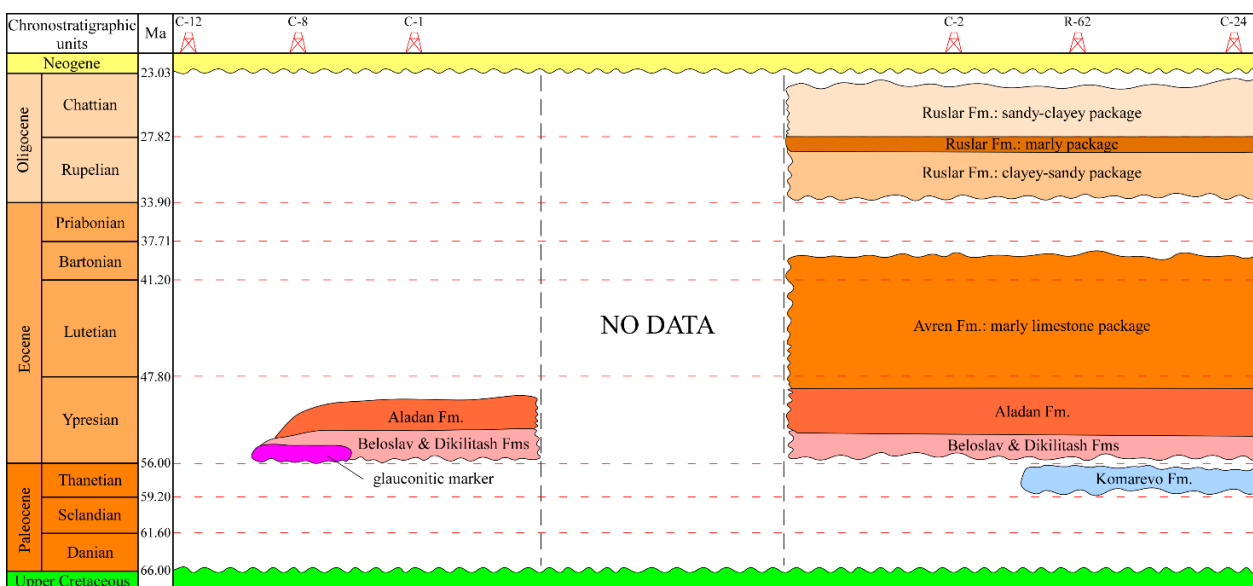 Chronostratigraphic
units
Ma
C-12
C-8
C-1
C-2
R-62
C-24
Neogene
23.03
Oligocene
Chattian
Ruslar Fm.: sandy-clayey package
27.82
Ruslar Fm.: marly package
Rupelian
Ruslar Fm.: clayey-sandy package
33.90
Eocene
Priabonian
37.71
Bartonian
41.20
Lutetian
NO DATA
Avren Fm.: marly limestone package
47.80
Ypresian
Aladan Fm.
Aladan Fm.
Beloslav & Dikilitash Fms
Beloslav & Dikilitash Fms
56.00
Paleocene
Thanetian
glauconitic marker
Komarevo Fm.
59.20
Selandian
61.60
Danian
66.00
Upper Cretaceous